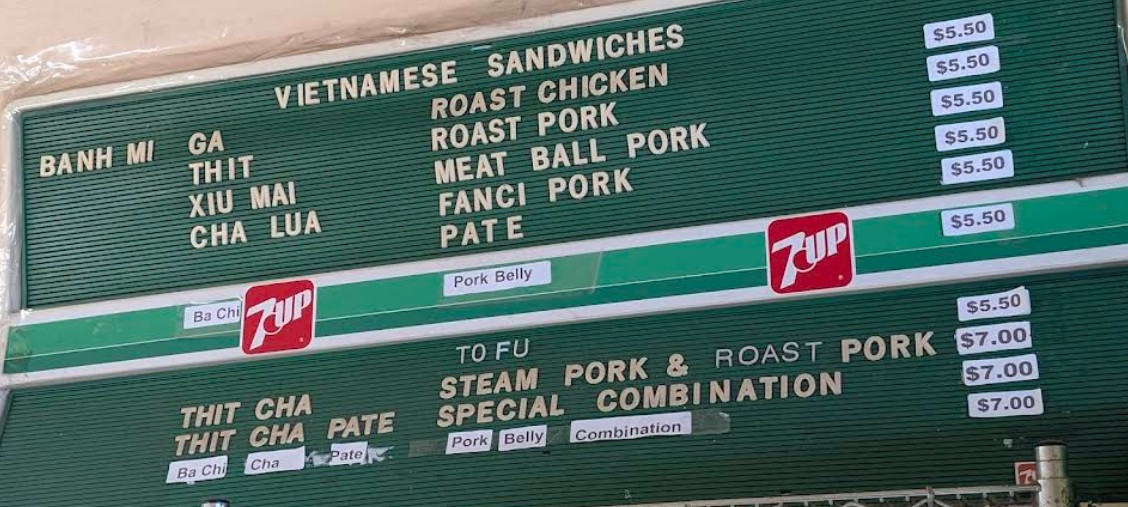 VIETNAMESE SANDWICHES
BANH MI GA ROAST CHICKEN $5.50
THIT ROAST PORK $5.50
XIU MAI MEAT BALL PORK $5.50
CHA LUA FANCI PORK $5.50
PATE $5.50
Ba Chi 7UP Pork Belly 7UP $5.50
TO FU $5.50
THIT CHA STEAM PORK & ROAST PORK $7.00
THIT CHA PATE SPECIAL COMBINATION $7.00
Ba Chi Cha Pate Pork Belly Combination $7.00